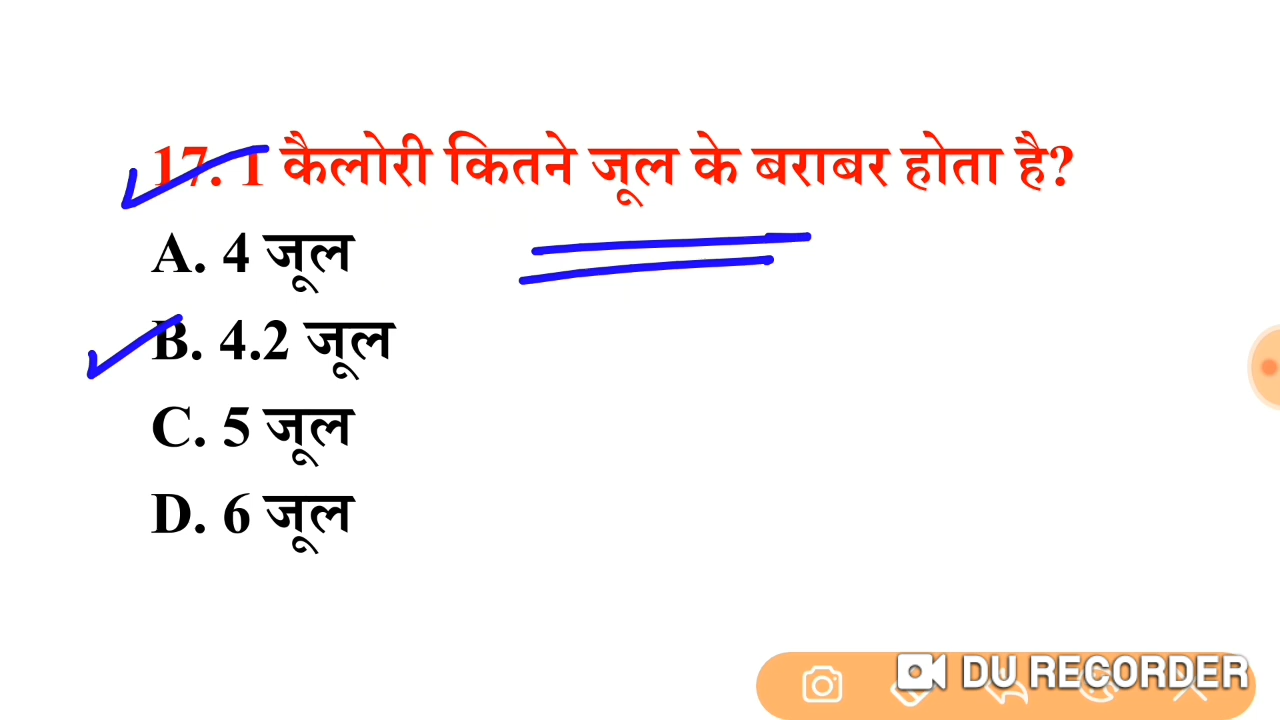 17. 1 कैलोरी कितने जूल के बराबर होता है?
A. 4 जूल
B. 4.2 जूल
C. 5 जूल
D. 6 जूल
DU RECORDER